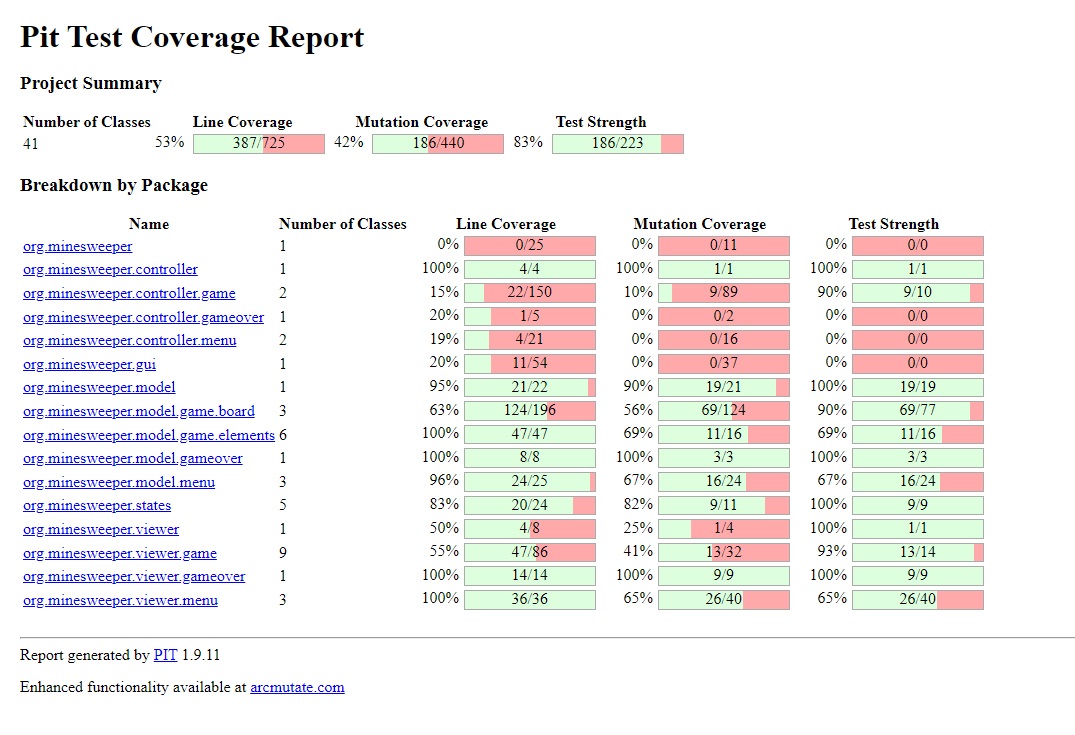 Pit Test Coverage Report
Project Summary
Number of Classes Line Coverage Mutation Coverage Test Strength
41 53% 387/725 42% 186/440 83% 186/223
Breakdown by Package
Name Number of Classes Line Coverage Mutation Coverage Test Strength
org.minesweeper 1 0% 0/25 0% 0/11 0% 0/0
org.minesweeper.controller 1 100% 4/4 100% 1/1 100% 1/1
org.minesweeper.controller.game 2 15% 22/150 10% 9/89 90% 9/10
org.minesweeper.controller.gameover 1 20% 1/5 0% 0/2 0% 0/0
org.minesweeper.controller.menu 2 19% 4/21 0% 0/16 0% 0/0
org.minesweeper.gui 1 20% 11/54 0% 0/37 0% 0/0
org.minesweeper.model 1 95% 21/22 90% 19/21 100% 19/19
org.minesweeper.model.game.board 3 63% 124/196 56% 69/124 90% 69/77
org.minesweeper.model.game.elements 6 100% 47/47 69% 11/16 69% 11/16
org.minesweeper.model.gameover 1 100% 8/8 100% 3/3 100% 3/3
org.minesweeper.model.menu 3 96% 24/25 67% 16/24 67% 16/24
org.minesweeper.states 5 83% 20/24 82% 9/11 100% 9/9
org.minesweeper.viewer 1 50% 4/8 25% 1/4 100% 1/1
org.minesweeper.viewer.game 9 55% 47/86 41% 13/32 93% 13/14
org.minesweeper.viewer.gameover 1 100% 14/14 100% 9/9 100% 9/9
org.minesweeper.viewer.menu 3 100% 36/36 65% 26/40 65% 26/40
Report generated by PIT 1.9.11
Enhanced functionality available at arcmutate.com